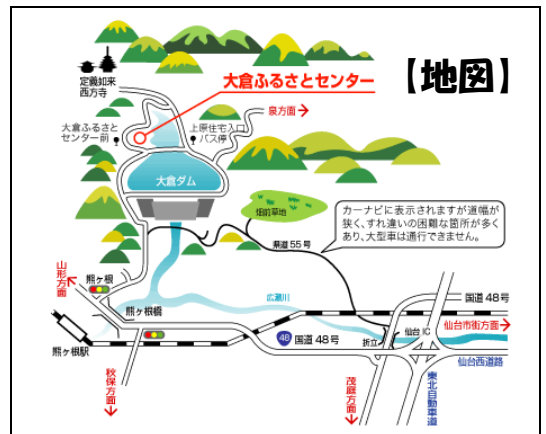 【地図】
定義如来
西方寺
大倉ふるさとセンター
泉方面→
大倉ふるさと
センター前
上原住宅入口
バス停
大倉ダム
畑前草地
カーナビに表示されますが道幅が
狭く、すれ違いの困難な箇所が多く
あり、大型車は通行できません。
県道55号
山形方面
熊ヶ根
熊ヶ根橋
広瀬川
国道48号
仙台市街方面
熊ヶ根駅
48 国道48号
折立
仙台IC
仙台西道路
秋保方面
茂庭方面
東北自動車道